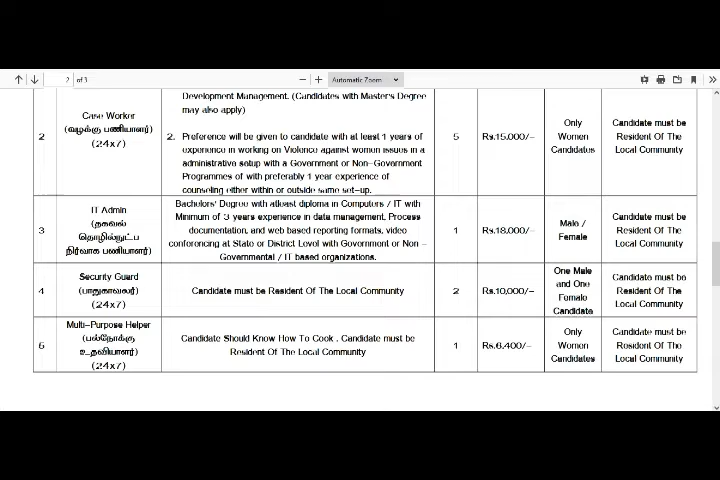 2 of 3
Automatic Zoom
Development Management. (Candidates with Master's Degree
may also apply)
2
Case Worker
(வழக்கு பணியாளர்)
(24x7)
2. Preference will be given to candidate with at least 1 years of
experience in working on Violence against women issues in a
administrative setup with a Government or Non-Government
Programmes of with preferably 1 year experience of
counseling either within or outside same set-up.
5
Rs.15,000/-
Only
Women
Candidates
Candidate must be
Resident Of The
Local Community
3
IT Admin
(தகவல்
தொழில்நுட்ப
நிர்வாக பணியாளர்)
Bachelors' Degree with atleast diploma in Computers / IT with
Minimum of 3 years experience in data management, Process
documentation, and web based reporting formats, video
conferencing at State or District Level with Government or Non -
Governmental / IT based organizations.
1
Rs.18,000/-
Male /
Female
Candidate must be
Resident Of The
Local Community
4
Security Guard
(பாதுகாவலர்)
(24x7)
Candidate must be Resident Of The Local Community
2
Rs.10,000/-
One Male
and One
Female
Candidate
Candidate must be
Resident Of The
Local Community
5
Multi-Purpose Helper
(பல்நோக்கு
உதவியாளர்)
(24x7)
Candidate Should Know How To Cook . Candidate must be
Resident Of The Local Community
1
Rs.6,400/-
Only
Women
Candidates
Candidate must be
Resident Of The
Local Community